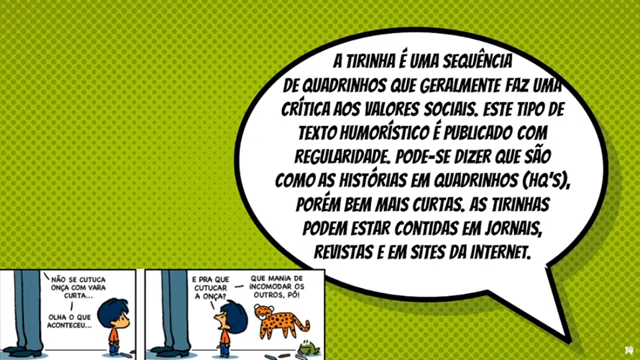 A TIRINHA É UMA SEQUÊNCIA
DE QUADRINHOS QUE GERALMENTE FAZ UMA
CRÍTICA AOS VALORES SOCIAIS. ESTE TIPO DE
TEXTO HUMORÍSTICO É PUBLICADO COM
REGULARIDADE. PODE-SE DIZER QUE SÃO
COMO AS HISTÓRIAS EM QUADRINHOS (HQ'S),
PORÉM BEM MAIS CURTAS. AS TIRINHAS
PODEM ESTAR CONTIDAS EM JORNAIS,
REVISTAS E EM SITES DA INTERNET.
NÃO SE CUTUCA
ONÇA COM VARA
CURTA...
OLHA O QUE
ACONTECEU...
E PRA QUE
CUTUCAR
A ONÇA?
QUE MANIA DE
INCOMODAR OS
OUTROS, PÔ!
14